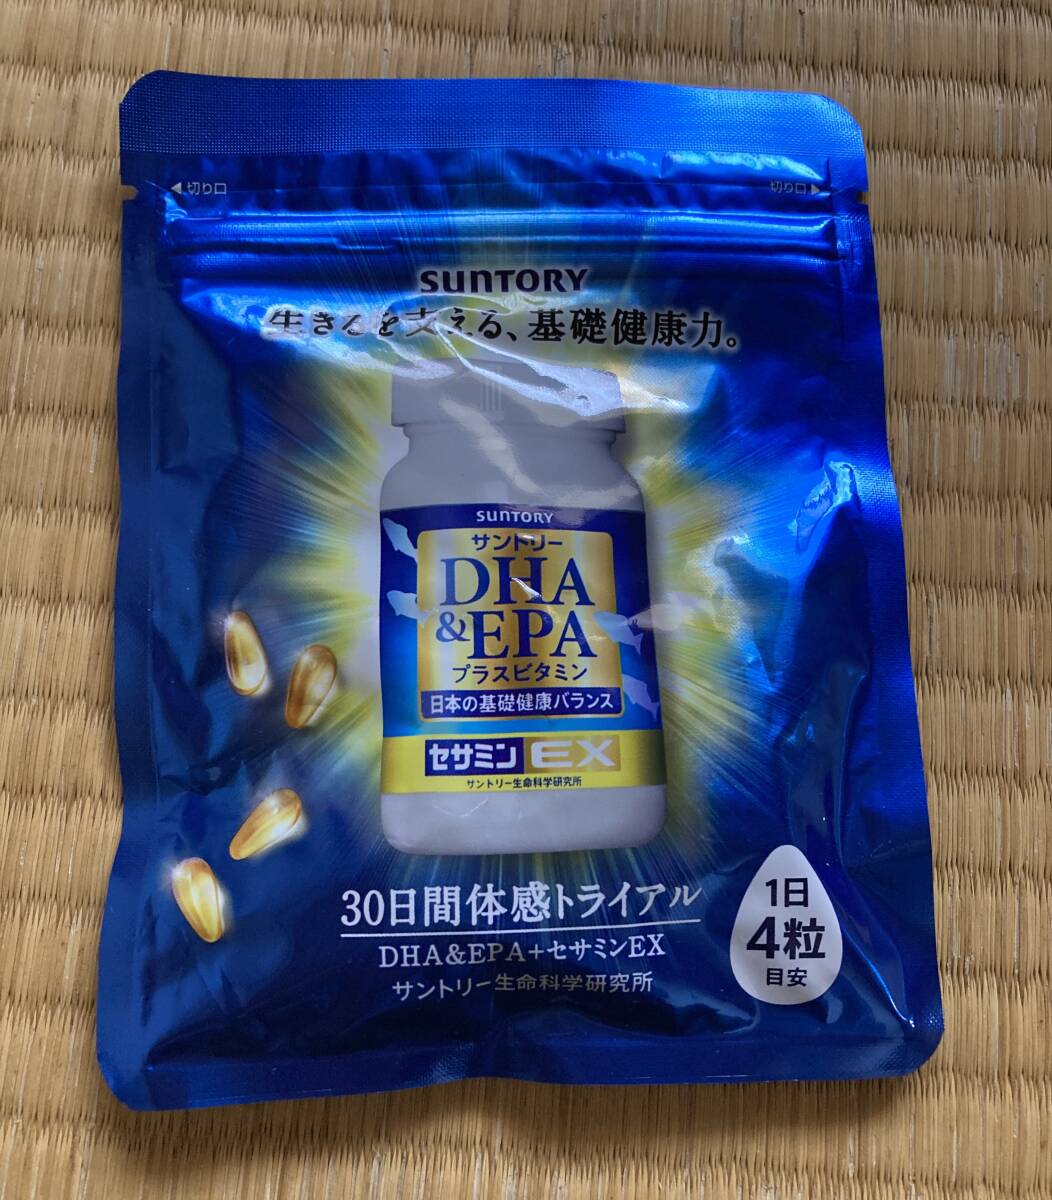 切り口 切り口
SUNTORY
生きるを支える、基礎健康力。
SUNTORY
サントリー
DHA
&EPA
プラスビタミン
日本の基礎健康バランス
セサミン EX
サントリー生命科学研究所
30日間体感トライアル
DHA&EPA+セサミンEX
サントリー生命科学研究所
1日
4粒
目安